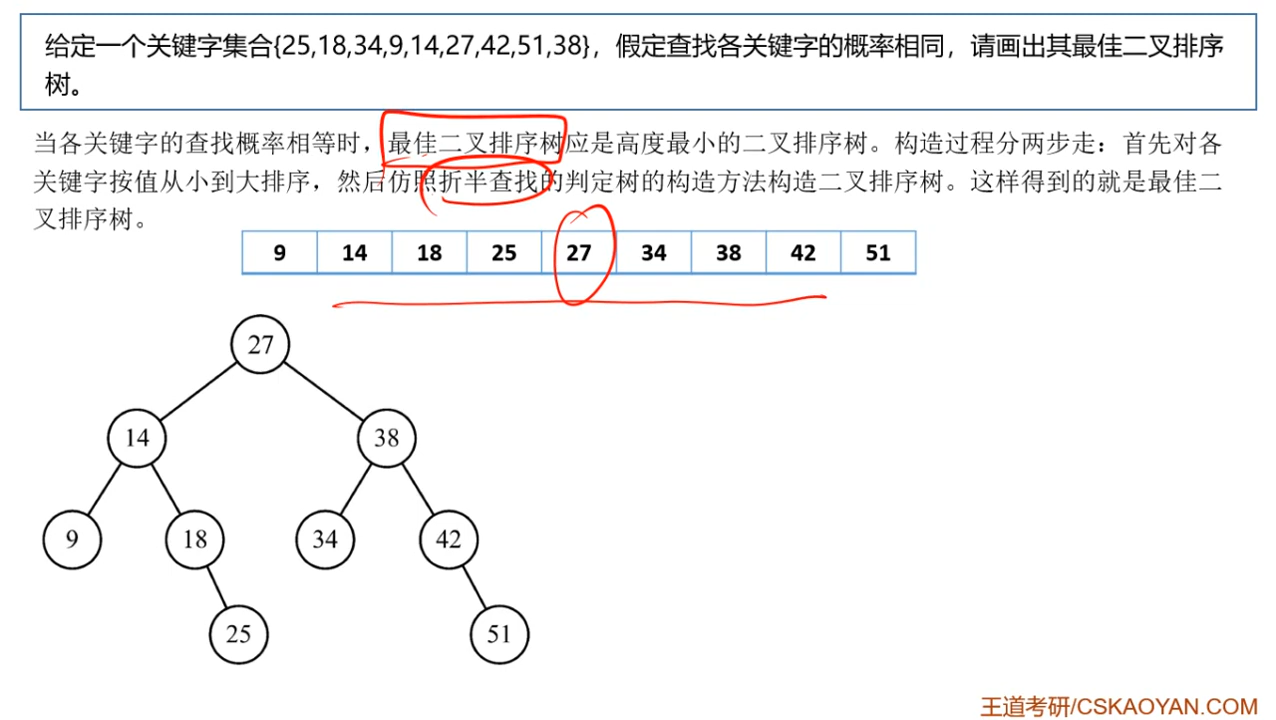 给定一个关键字集合{25,18,34,9,14,27,42,51,38}，假定查找各关键字的概率相同，请画出其最佳二叉排序
树。
当各关键字的查找概率相等时，最佳二叉排序树应是高度最小的二叉排序树。构造过程分两步走：首先对各
关键字按值从小到大排序，然后仿照折半查找的判定树的构造方法构造二叉排序树。这样得到的就是最佳二
叉排序树。
9 14 18 25 27 34 38 42 51
27
14 38
9 18 34 42
25 51
王道考研/CSKAOYAN.COM